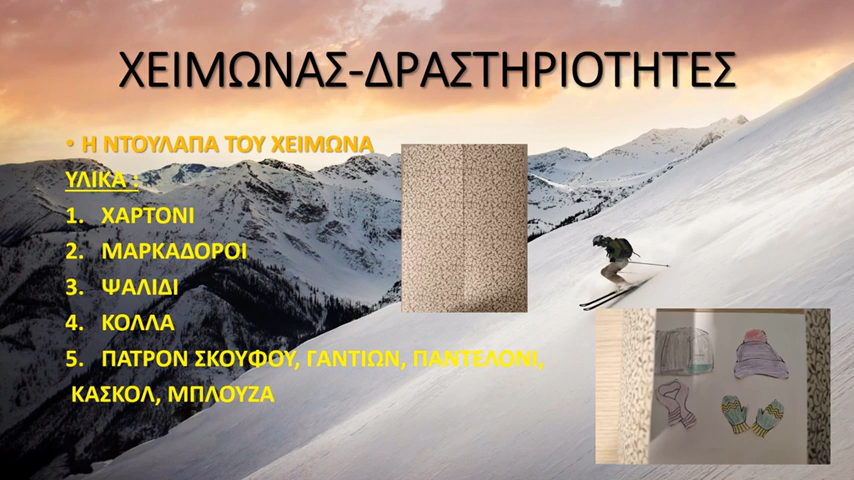 ΧΕΙΜΩΝΑΣ-ΔΡΑΣΤΗΡΙΟΤΗΤΕΣ
• Η ΝΤΟΥΛΑΠΑ ΤΟΥ ΧΕΙΜΩΝΑ
ΥΛΙΚΑ :
1. ΧΑΡΤΟΝΙ
2. ΜΑΡΚΑΔΟΡΟΙ
3. ΨΑΛΙΔΙ
4. ΚΟΛΛΑ
5. ΠΑΤΡΟΝ ΣΚΟΥΦΟΥ, ΓΑΝΤΙΩΝ, ΠΑΝΤΕΛΟΝΙ,
ΚΑΣΚΟΛ, ΜΠΛΟΥΖΑ